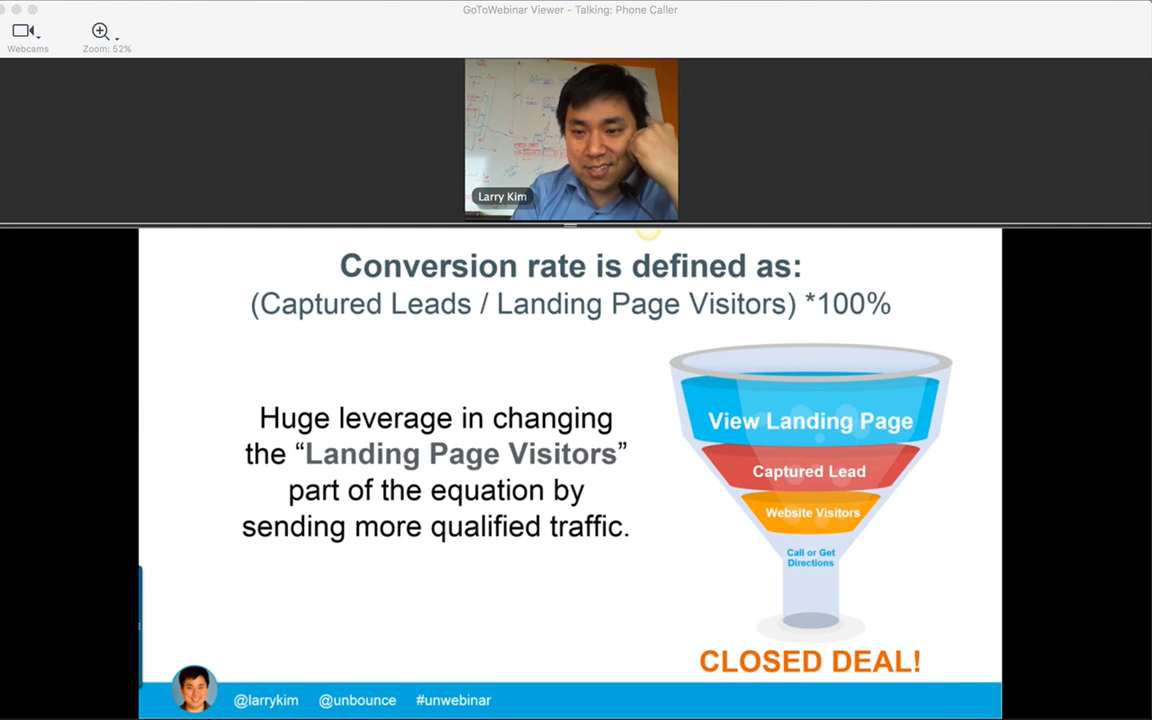 GoToWebinar Viewer - Talking: Phone Caller
Webcams
Zoom: 52%
Larry Kim
Conversion rate is defined as:
(Captured Leads / Landing Page Visitors) *100%
Huge leverage in changing
the “Landing Page Visitors”
part of the equation by
sending more qualified traffic.
View Landing Page
Captured Lead
Website Visitors
Call or Get
Directions
CLOSED DEAL!
@larrykim @unbounce #unwebinar